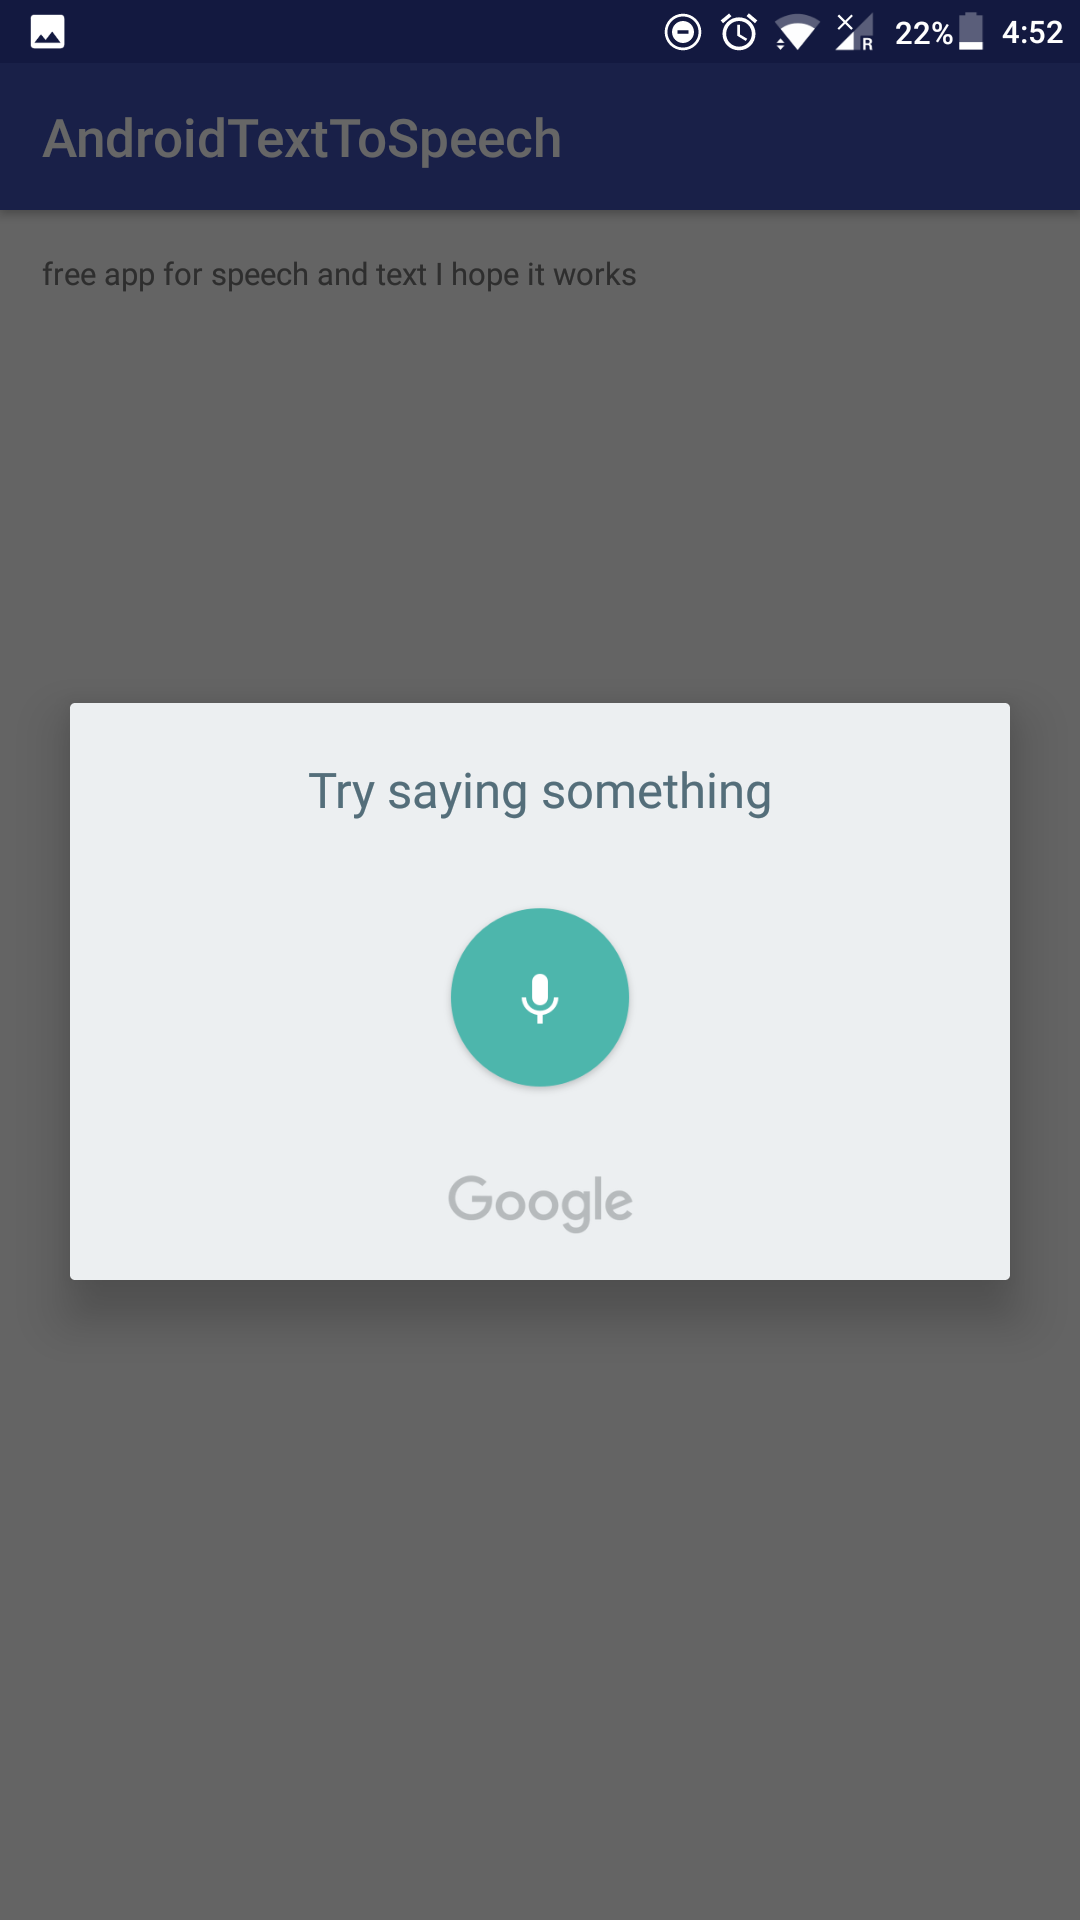 R 22% 4:52
AndroidTextToSpeech
free app for speech and text I hope it works
Try saying something
Google